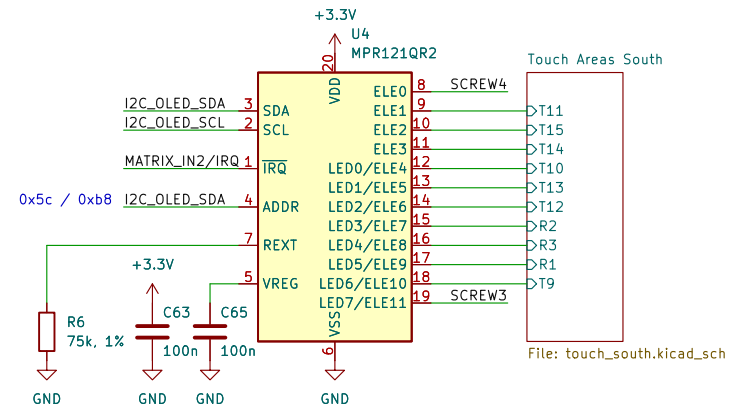 +3.3V
U4
MPR121QR2
Touch Areas South
20
VDD
ELE0 8 SCREW4
I2C_OLED_SDA 3 SDA ELE1 9 T11
I2C_OLED_SCL 2 SCL ELE2 10 T15
ELE3 11 T14
MATRIX_IN2/IRQ 1 IRQ LED0/ELE4 12 T10
LED1/ELE5 13 T13
0x5c / 0xb8 I2C_OLED_SDA 4 ADDR LED2/ELE6 14 T12
LED3/ELE7 15 R2
7 REXT LED4/ELE8 16 R3
LED5/ELE9 17 R1
+3.3V
5 VREG LED6/ELE10 18 T9
LED7/ELE11 19 SCREW3
VSS
6
R6
75k, 1%
C63
100n
C65
100n
File: touch_south.kicad_sch
GND GND GND GND